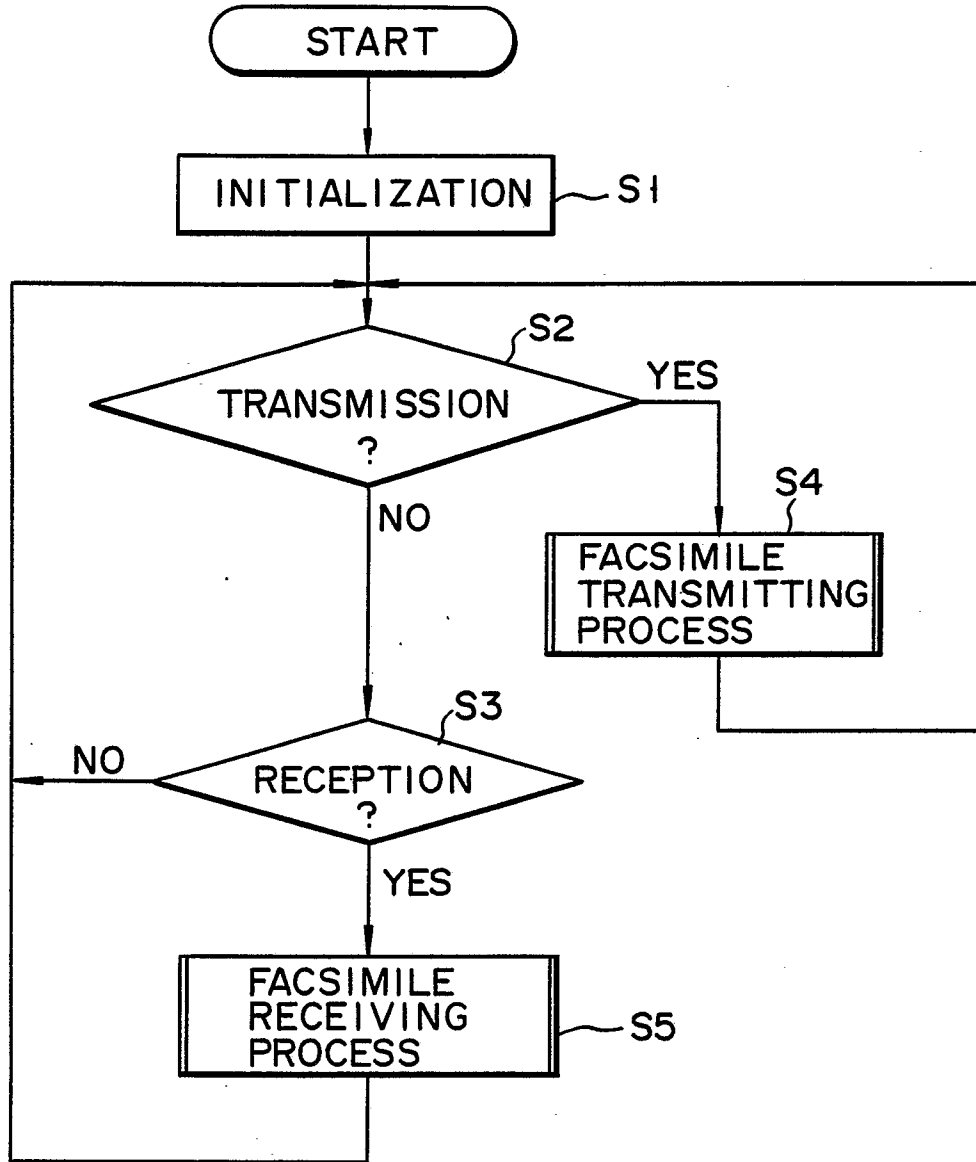 START
INITIALIZATION
S1
S2
TRANSMISSION
?
YES
NO
S4
FACSIMILE
TRANSMITTING
PROCESS
S3
RECEPTION
?
NO
YES
FACSIMILE
RECEIVING
PROCESS
S5